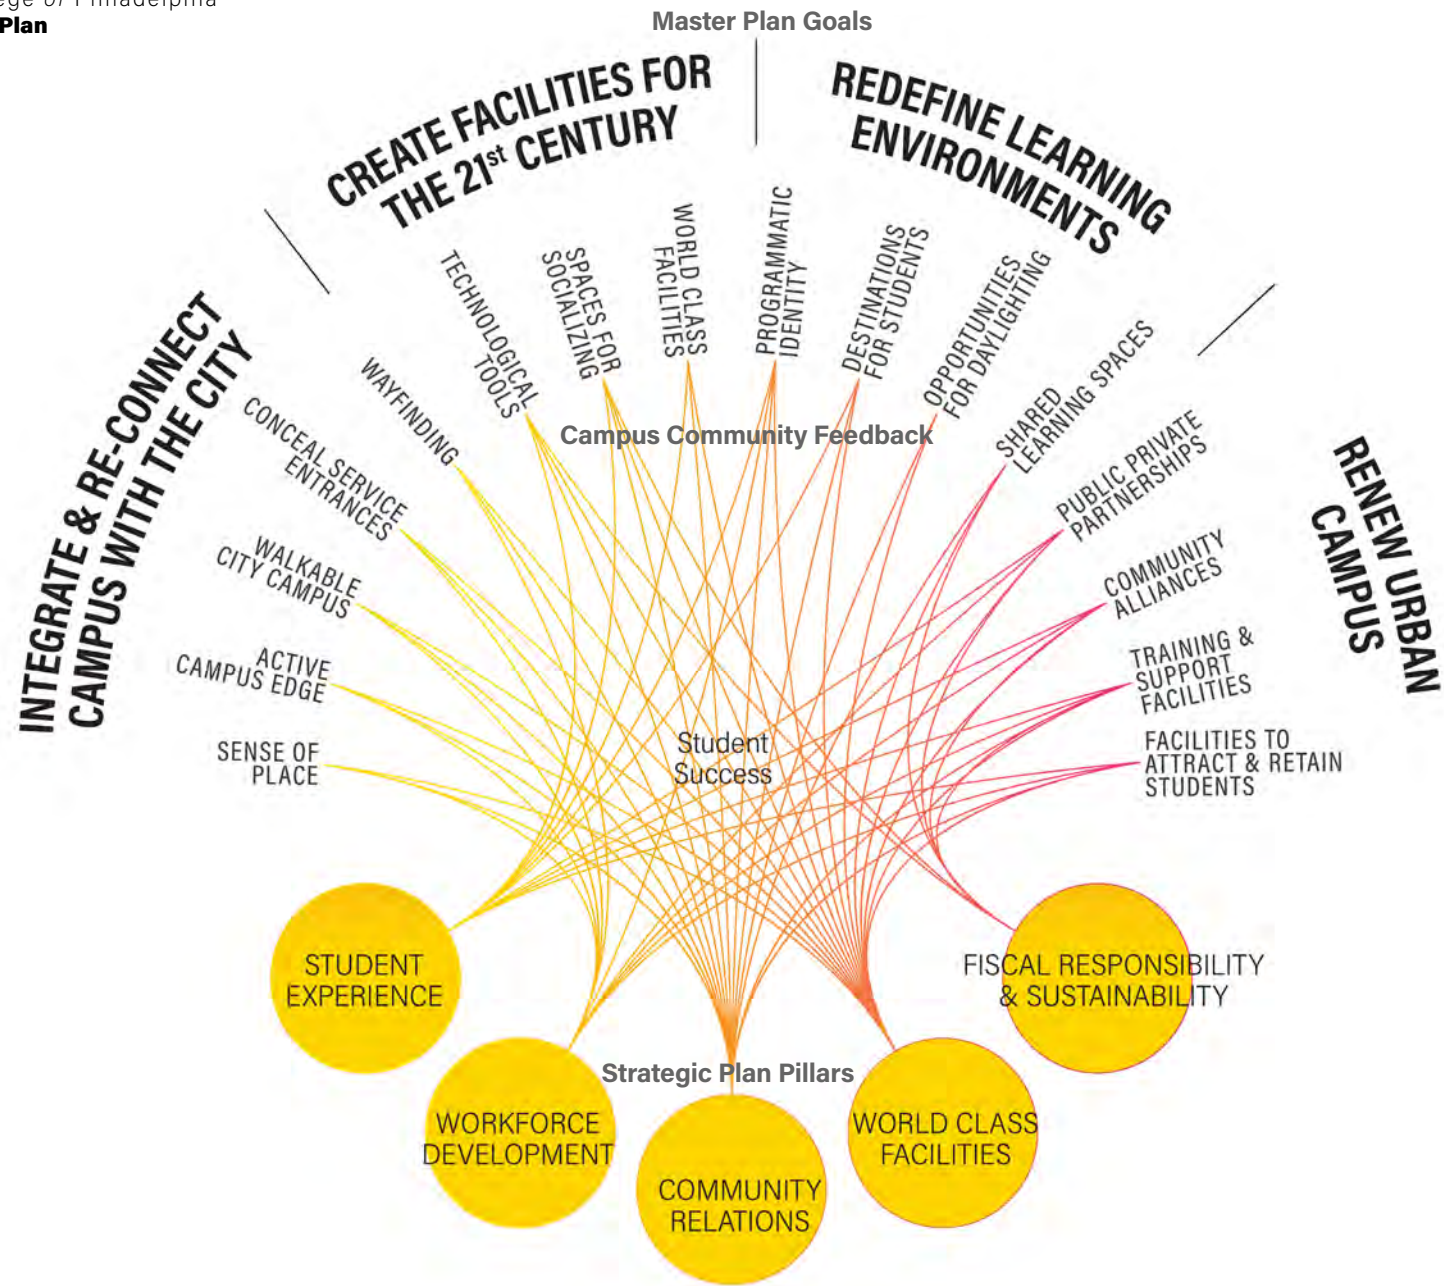 of Philadelphia
Plan
Master Plan Goals
INTEGRATE & RE-CONNECT
CAMPUS WITH THE CITY
CREATE FACILITIES FOR
THE 21st CENTURY
REDEFINE LEARNING
ENVIRONMENTS
RENEW URBAN
CAMPUS
SENSE OF
PLACE
ACTIVE
CAMPUS EDGE
WALKABLE
CITY CAMPUS
CONCEAL SERVICE
ENTRANCES
WAYFINDING
TECHNOLOGICAL
TOOLS
SPACES FOR
SOCIALIZING
WORLD CLASS
FACILITIES
PROGRAMMATIC
IDENTITY
DESTINATIONS
FOR STUDENTS
OPPORTUNITIES
FOR DAYLIGHTING
SHARED
LEARNING SPACES
PUBLIC PRIVATE
PARTNERSHIPS
COMMUNITY
ALLIANCES
TRAINING &
SUPPORT
FACILITIES
FACILITIES TO
ATTRACT & RETAIN
STUDENTS
Campus Community Feedback
Student
Success
STUDENT
EXPERIENCE
WORKFORCE
DEVELOPMENT
COMMUNITY
RELATIONS
WORLD CLASS
FACILITIES
FISCAL RESPONSIBILITY
& SUSTAINABILITY
Strategic Plan Pillars